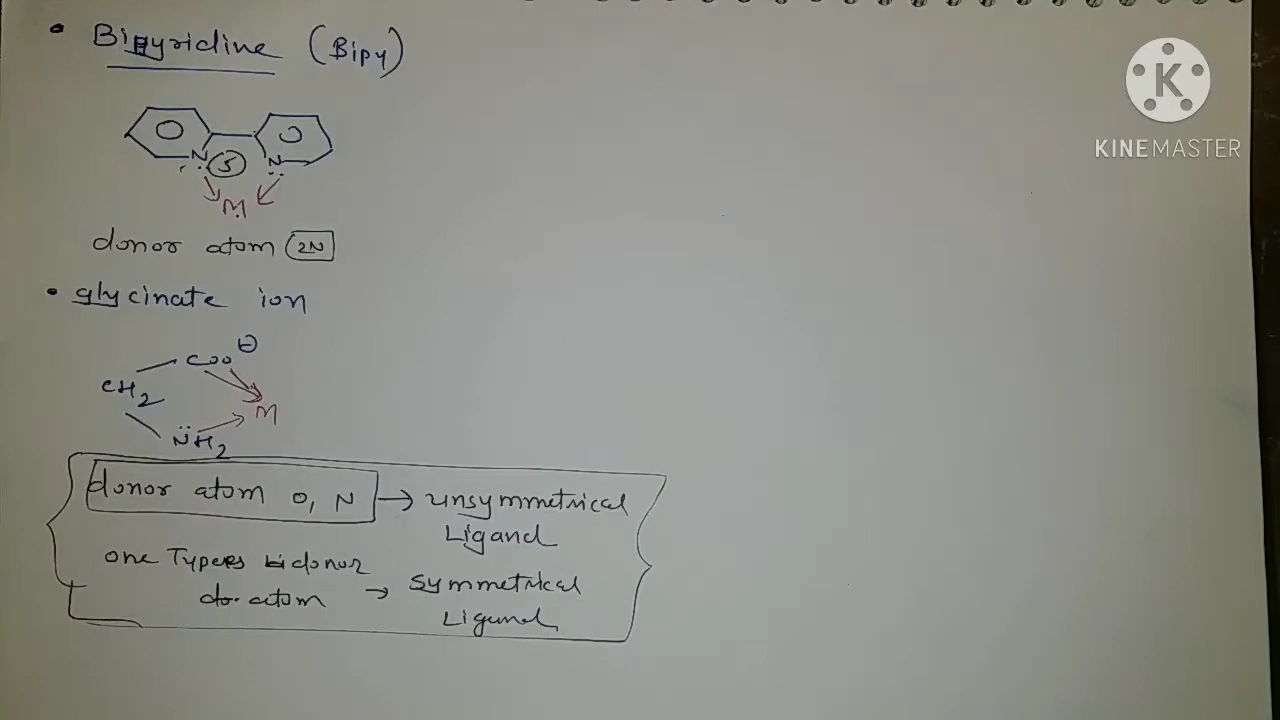 • Bipyridine (Bipy)
K
KINEMASTER
N 5 N
M
donor atom 2N
• glycinate ion
COO⊖
CH2
M
NH2
donor atom O, N → unsymmetrical
Ligand
one Types donor
atom → symmetrical
Ligand